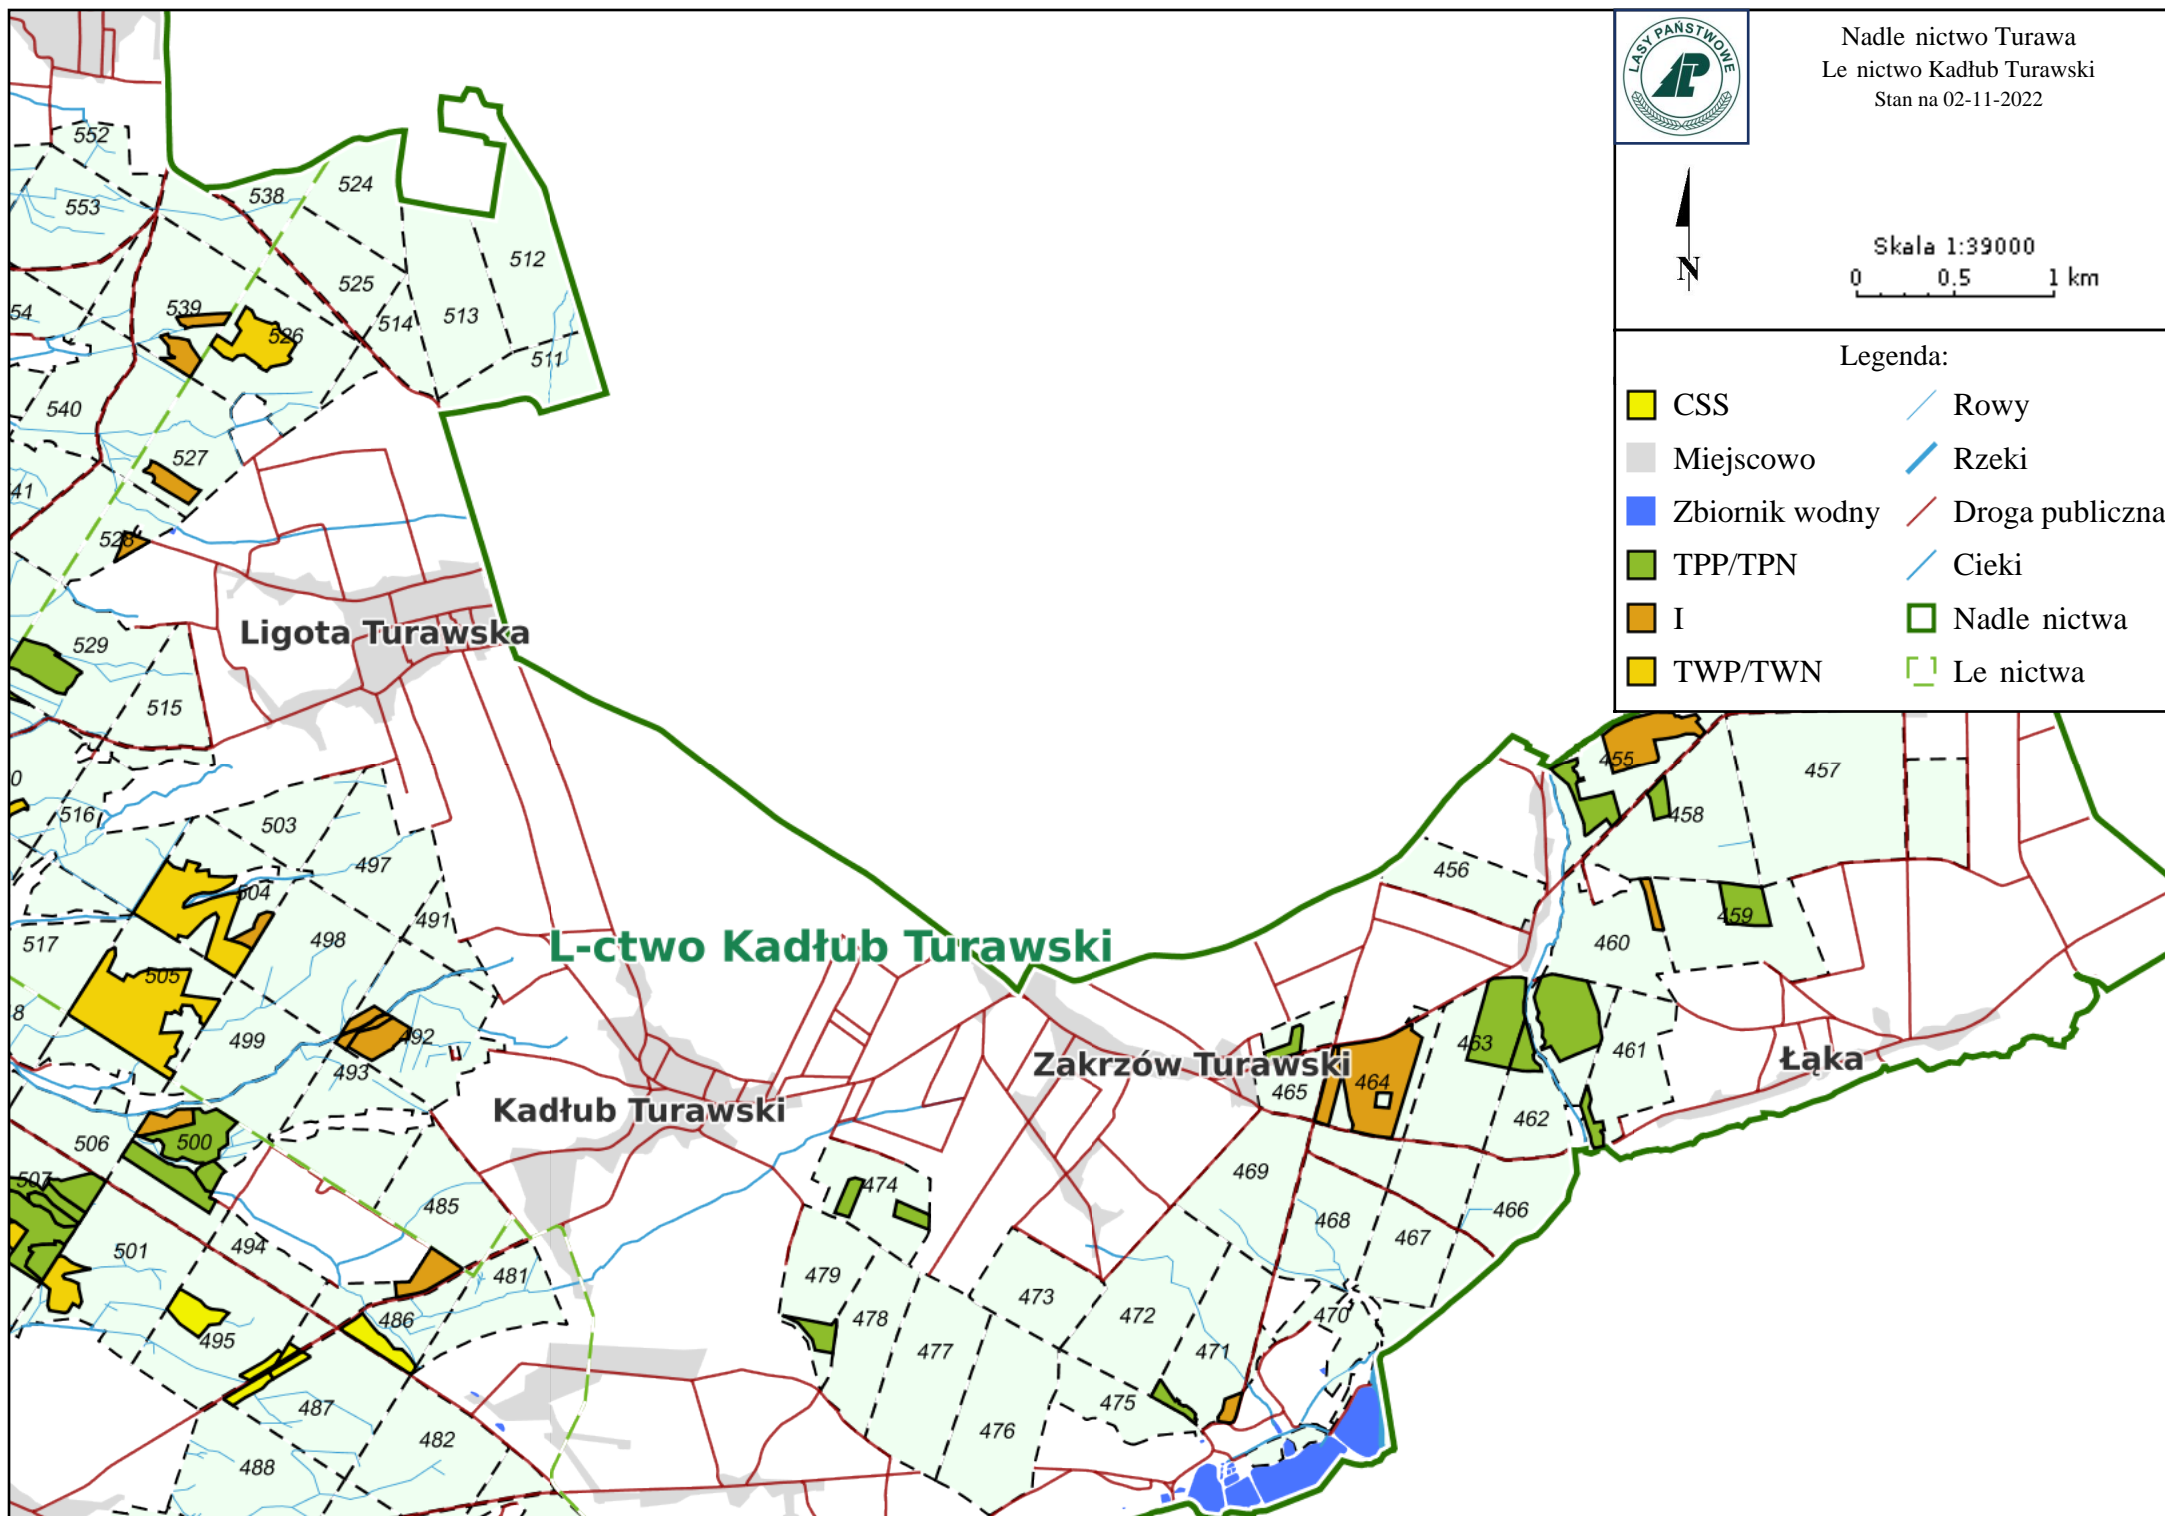 LASY PAŃSTWOWE
LP
Nadle nictwo Turawa
Le nictwo Kadłub Turawski
Stan na 02-11-2022
N
Skala 1:39000
0 0.5 1 km
Legenda:
CSS
Miejscowo
Zbiornik wodny
TPP/TPN
I
TWP/TWN
Rowy
Rzeki
Droga publiczna
Cieki
Nadle nictwa
Le nictwa
552
553
538
524
525
512
513
514
511
54
539
526
540
527
41
528
Ligota Turawska
529
515
0
516
503
497
504
491
498
517
505
8
499
492
493
L-ctwo Kadłub Turawski
Kadłub Turawski
Zakrzów Turawski
Łąka
455
457
458
456
459
460
463
461
464
465
462
506
500
507
485
494
501
481
486
495
487
482
488
474
469
468
466
467
479
473
472
478
470
471
477
475
476